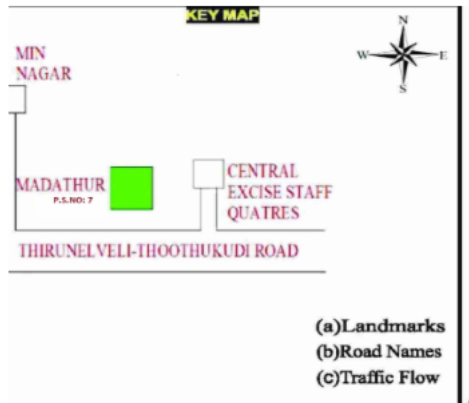 KEY MAP
N
W E
S
MIN
NAGAR
MADATHUR
P.S.NO: 7
CENTRAL
EXCISE STAFF
QUATRES
THIRUNELVELI-THOOTHUKUDI ROAD
(a)Landmarks
(b)Road Names
(c)Traffic Flow